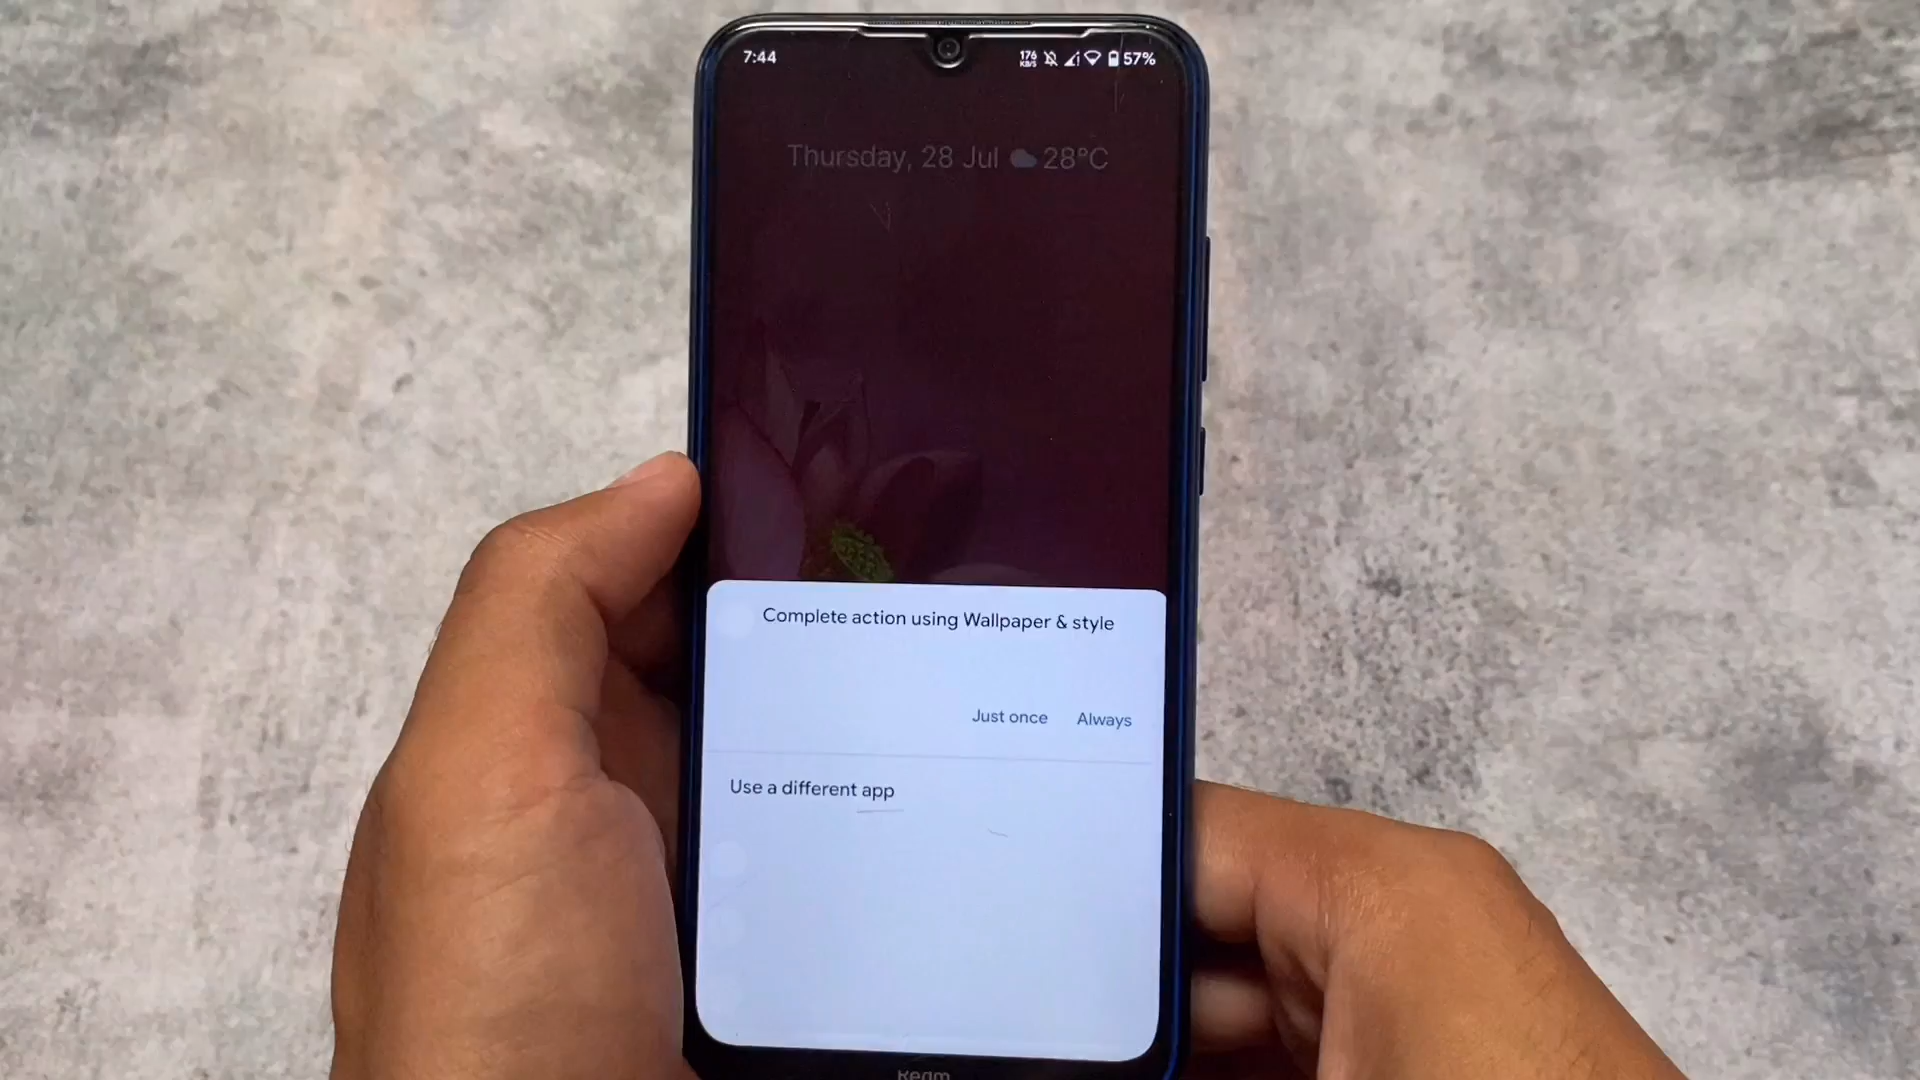 7:44
176 KB/S
57%
Thursday, 28 Jul 28°C
Complete action using Wallpaper & style
Just once Always
Use a different app